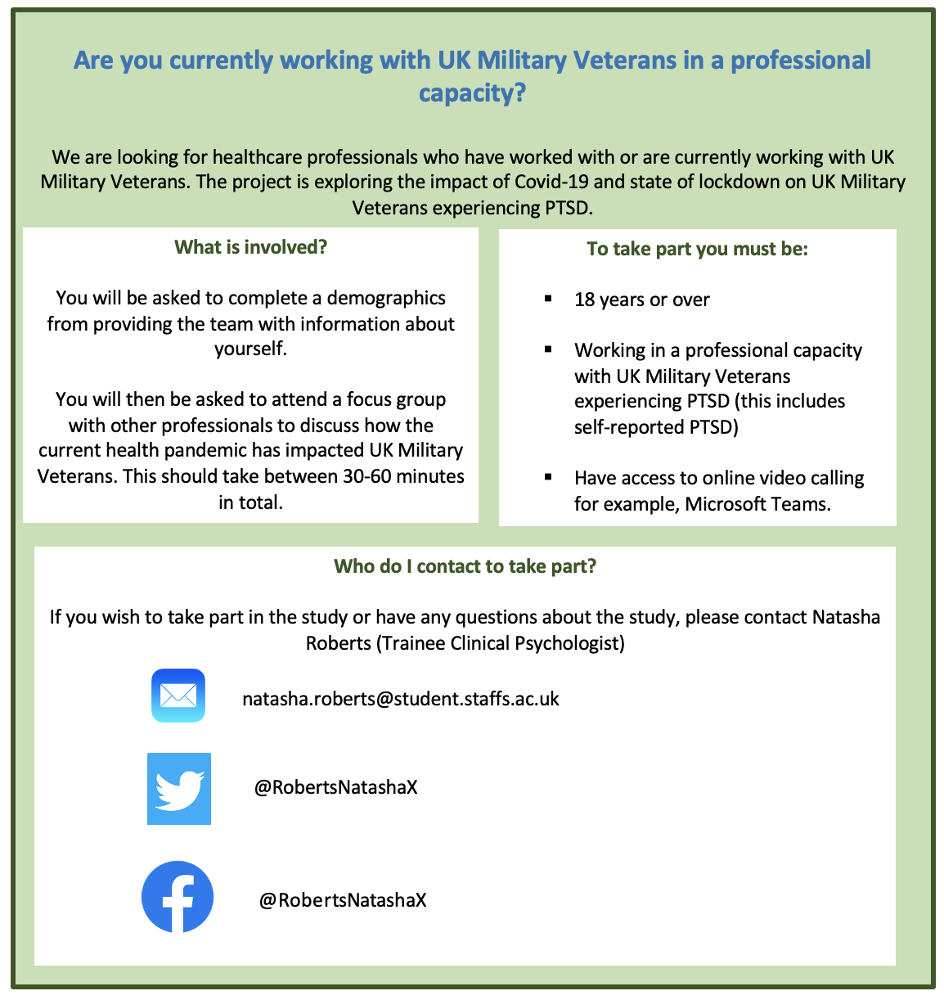 Are you currently working with UK Military Veterans in a professional
capacity?
We are looking for healthcare professionals who have worked with or are currently working with UK
Military Veterans. The project is exploring the impact of Covid-19 and state of lockdown on UK Military
Veterans experiencing PTSD.
What is involved?
You will be asked to complete a demographics
from providing the team with information about
yourself.
You will then be asked to attend a focus group
with other professionals to discuss how the
current health pandemic has impacted UK Military
Veterans. This should take between 30-60 minutes
in total.
To take part you must be:
▪ 18 years or over
▪ Working in a professional capacity
with UK Military Veterans
experiencing PTSD (this includes
self-reported PTSD)
▪ Have access to online video calling
for example, Microsoft Teams.
Who do I contact to take part?
If you wish to take part in the study or have any questions about the study, please contact Natasha
Roberts (Trainee Clinical Psychologist)
natasha.roberts@student.staffs.ac.uk
@RobertsNatashaX
@RobertsNatashaX